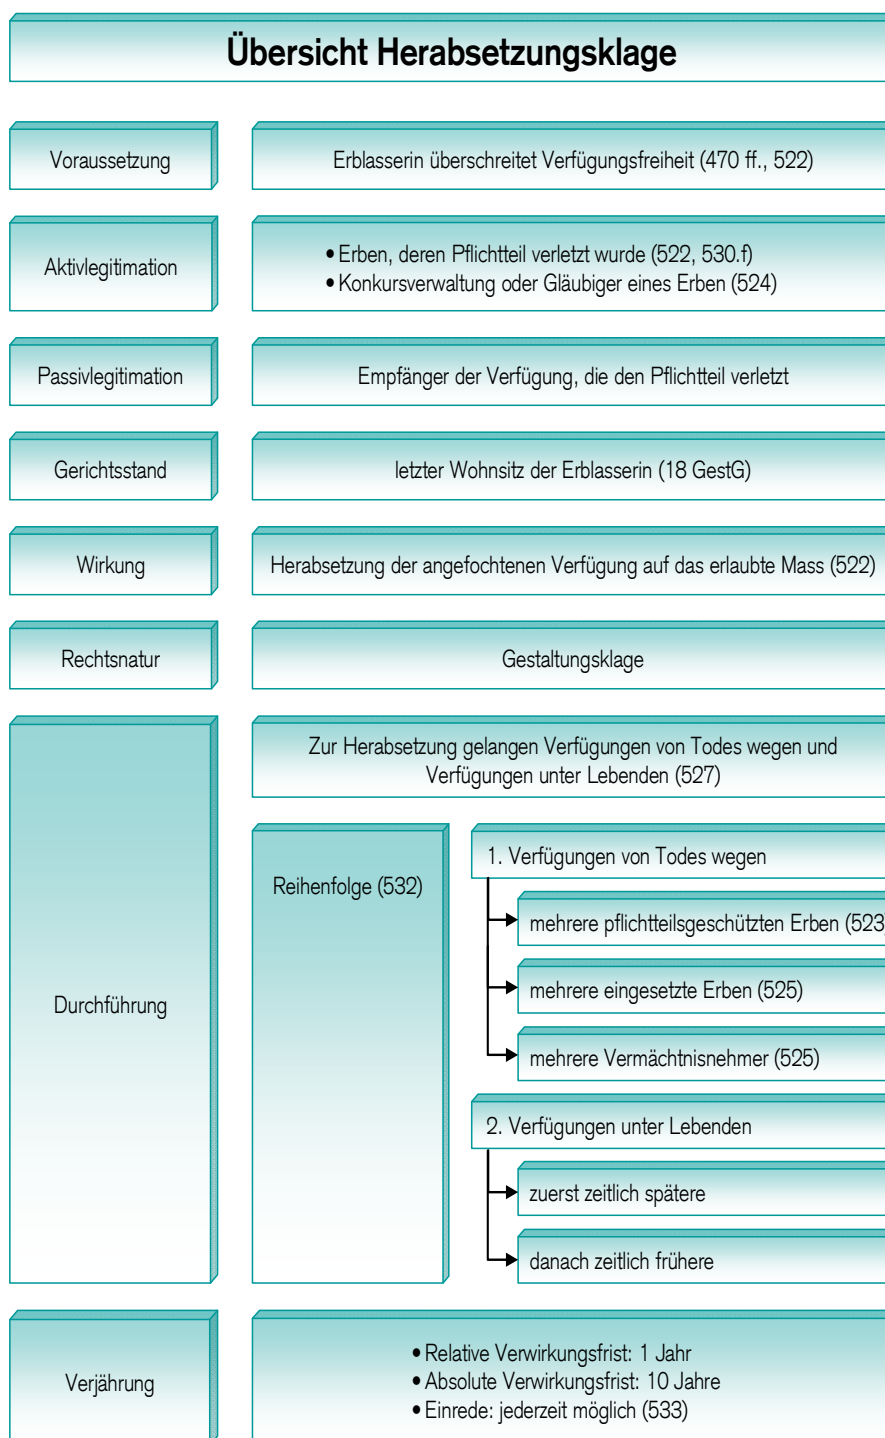 Übersicht Herabsetzungsklage
Voraussetzung
Erblasserin überschreitet Verfügungsfreiheit (470 ff., 522)
Aktivlegitimation
• Erben, deren Pflichtteil verletzt wurde (522, 530.f)
• Konkursverwaltung oder Gläubiger eines Erben (524)
Passivlegitimation
Empfänger der Verfügung, die den Pflichtteil verletzt
Gerichtsstand
letzter Wohnsitz der Erblasserin (18 GestG)
Wirkung
Herabsetzung der angefochtenen Verfügung auf das erlaubte Mass (522)
Rechtsnatur
Gestaltungsklage
Durchführung
Zur Herabsetzung gelangen Verfügungen von Todes wegen und
Verfügungen unter Lebenden (527)
Reihenfolge (532)
1. Verfügungen von Todes wegen
mehrere pflichtteilsgeschützten Erben (523)
mehrere eingesetzte Erben (525)
mehrere Vermächtnisnehmer (525)
2. Verfügungen unter Lebenden
zuerst zeitlich spätere
danach zeitlich frühere
Verjährung
• Relative Verwirkungsfrist: 1 Jahr
• Absolute Verwirkungsfrist: 10 Jahre
• Einrede: jederzeit möglich (533)